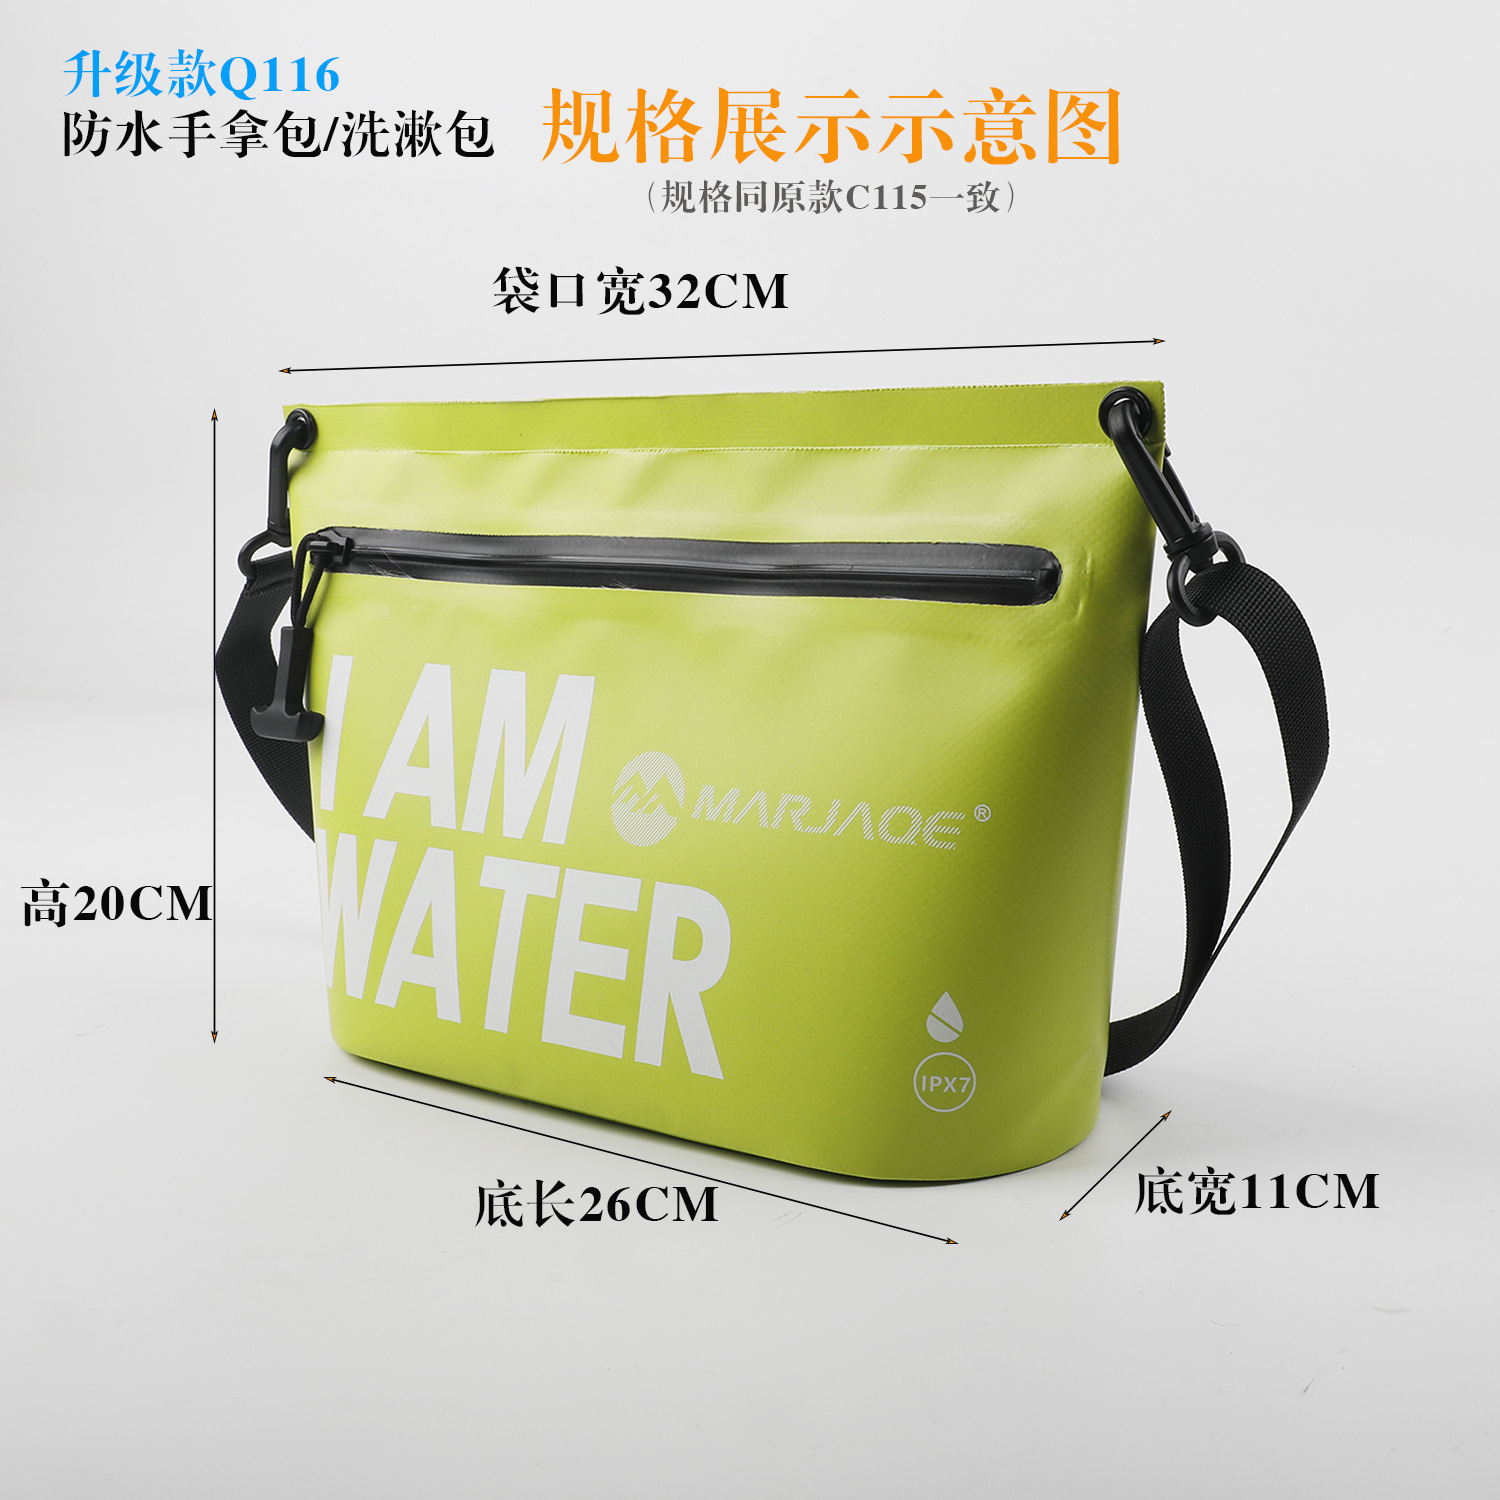 升级款Q116
防水手拿包/洗漱包
规格展示示意图
（规格同原款C115一致）
袋口宽32CM
高20CM
I AM
WATER
MARJAQE®
IPX7
底长26CM
底宽11CM